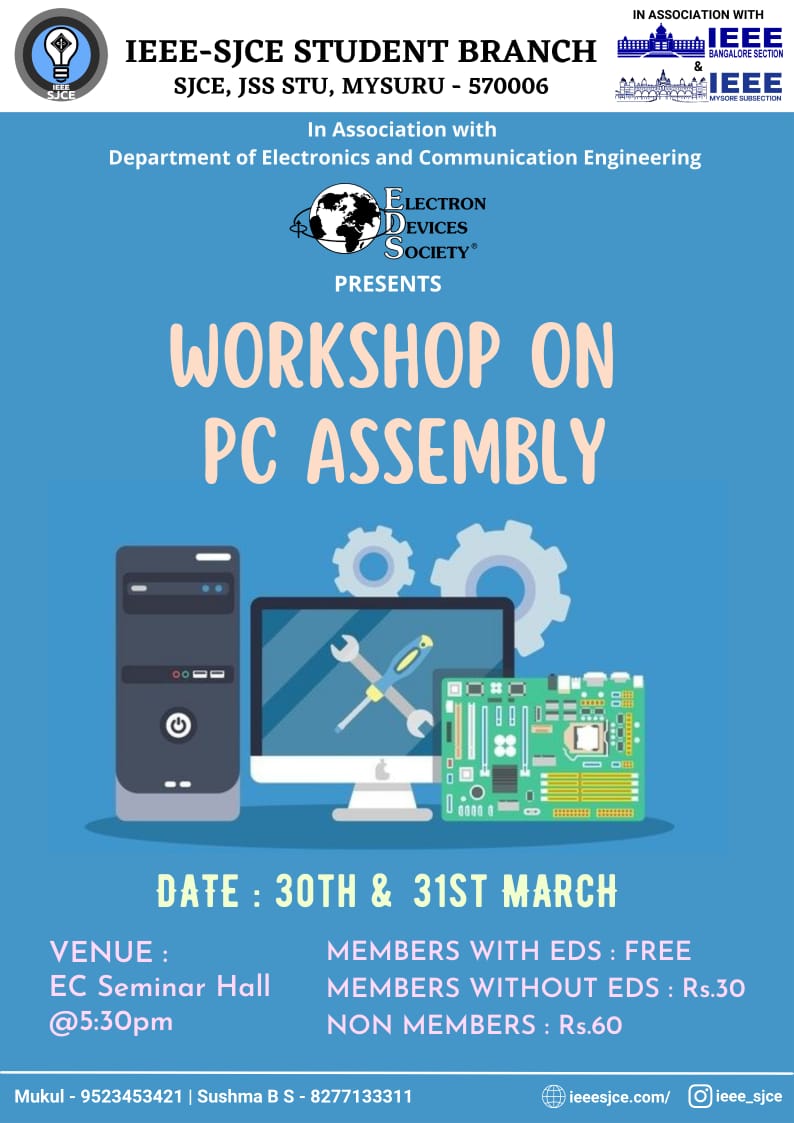 IEEE
SJCE
IEEE-SJCE STUDENT BRANCH
SJCE, JSS STU, MYSURU - 570006
IN ASSOCIATION WITH
IEEE
BANGALORE SECTION
&
IEEE
MYSORE SUBSECTION
In Association with
Department of Electronics and Communication Engineering
ELECTRON
DEVICES
SOCIETY®
PRESENTS
WORKSHOP ON
PC ASSEMBLY
DATE : 30TH & 31ST MARCH
VENUE :
EC Seminar Hall
@5:30pm
MEMBERS WITH EDS : FREE
MEMBERS WITHOUT EDS : Rs.30
NON MEMBERS : Rs.60
Mukul - 9523453421 | Sushma B S - 8277133311
ieeesjce.com/
ieee_sjce